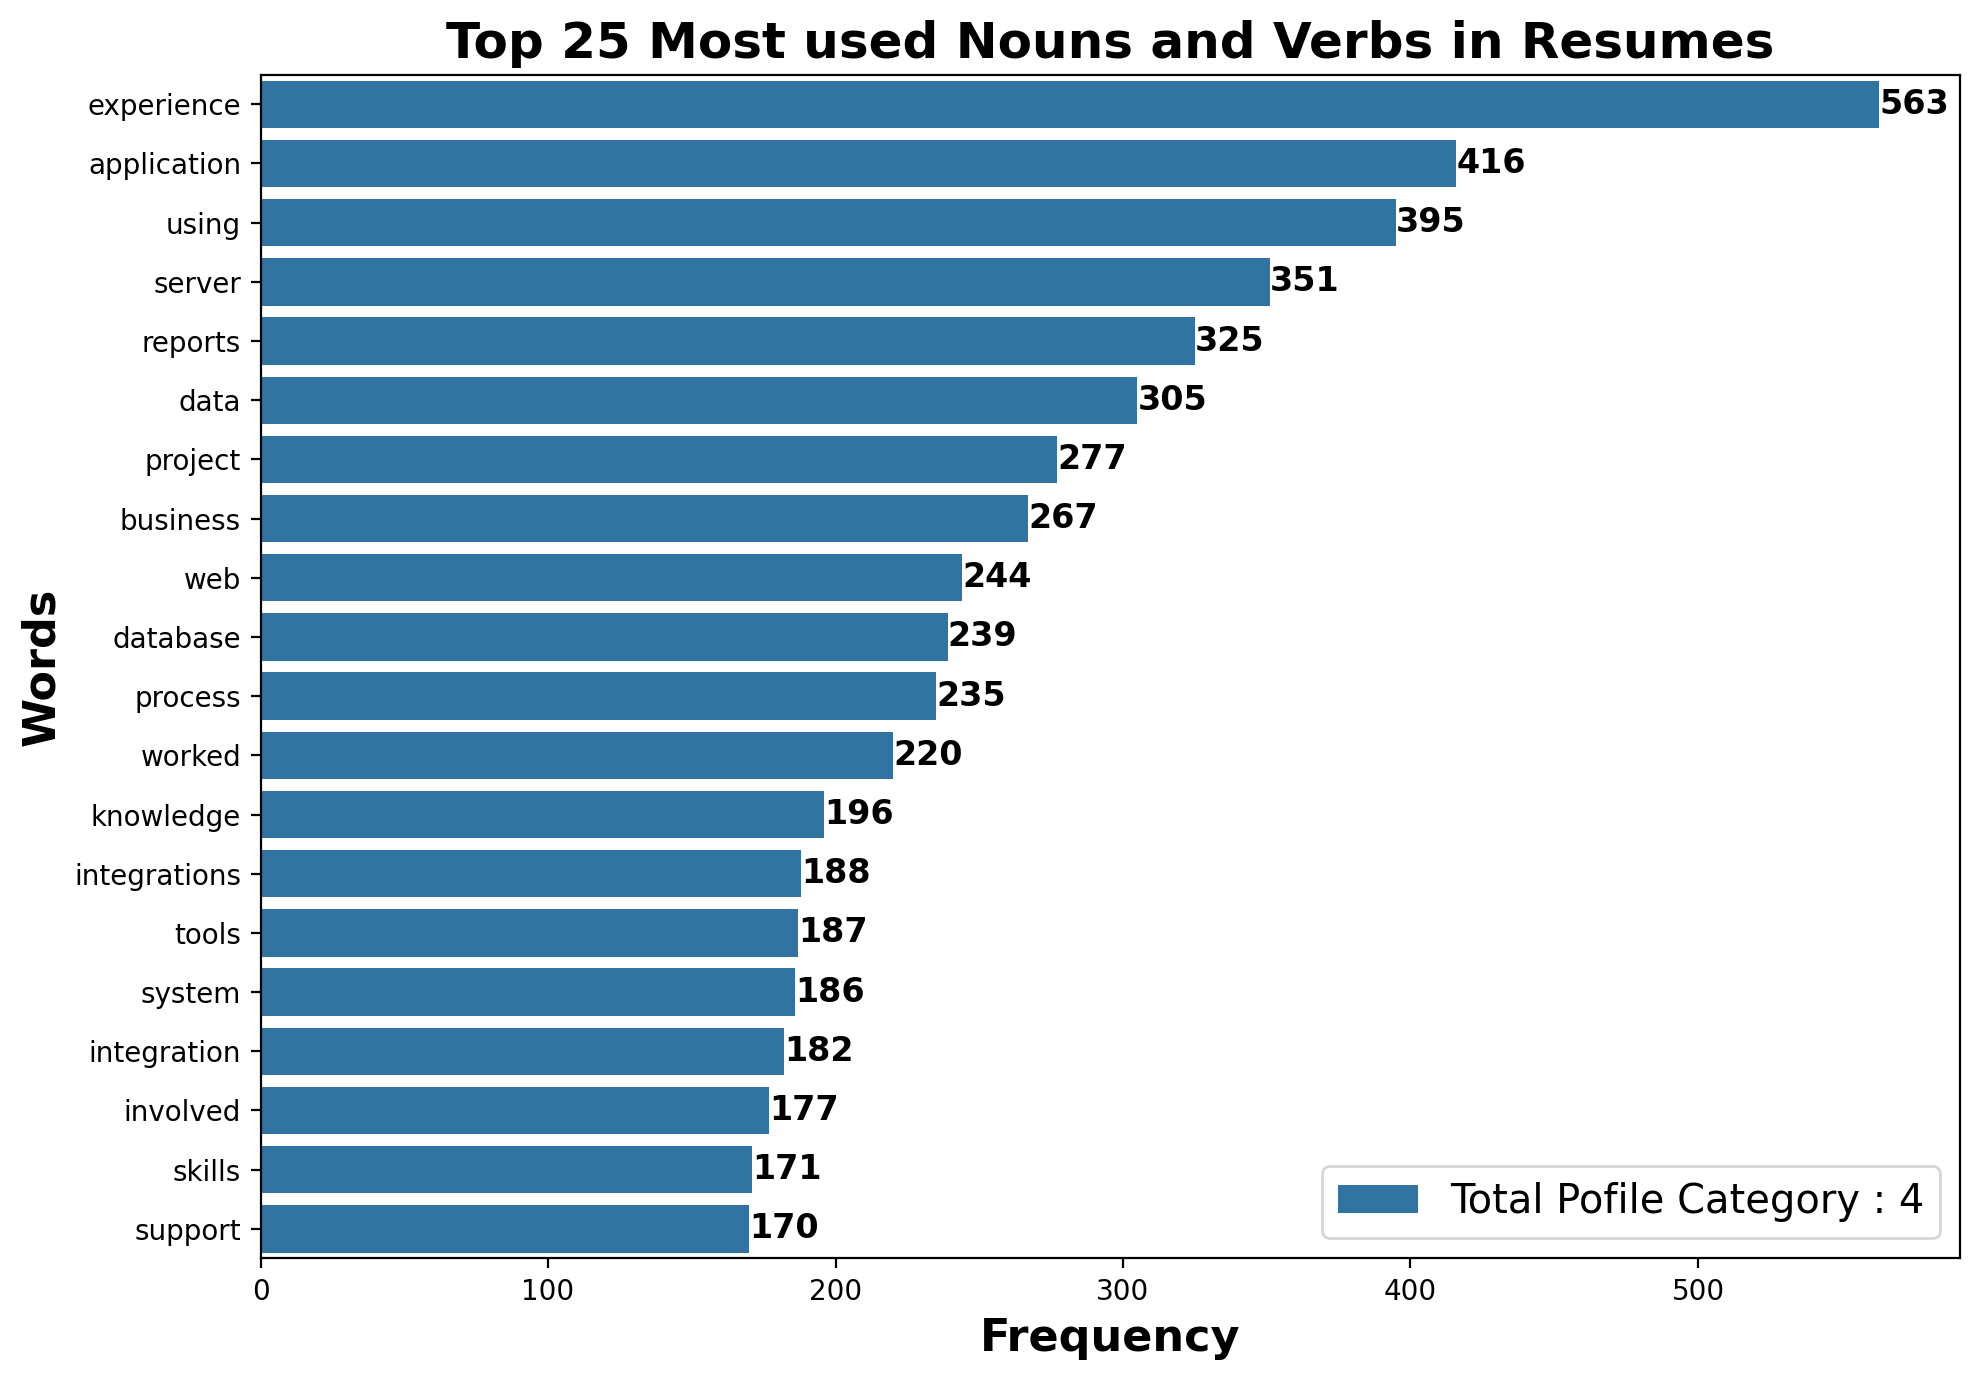 Top 25 Most used Nouns and Verbs in Resumes
experience 563
application 416
using 395
server 351
reports 325
data 305
project 277
business 267
web 244
database 239
process 235
worked 220
knowledge 196
integrations 188
tools 187
system 186
integration 182
involved 177
skills 171
support 170
Words
Total Pofile Category : 4
0 100 200 300 400 500
Frequency